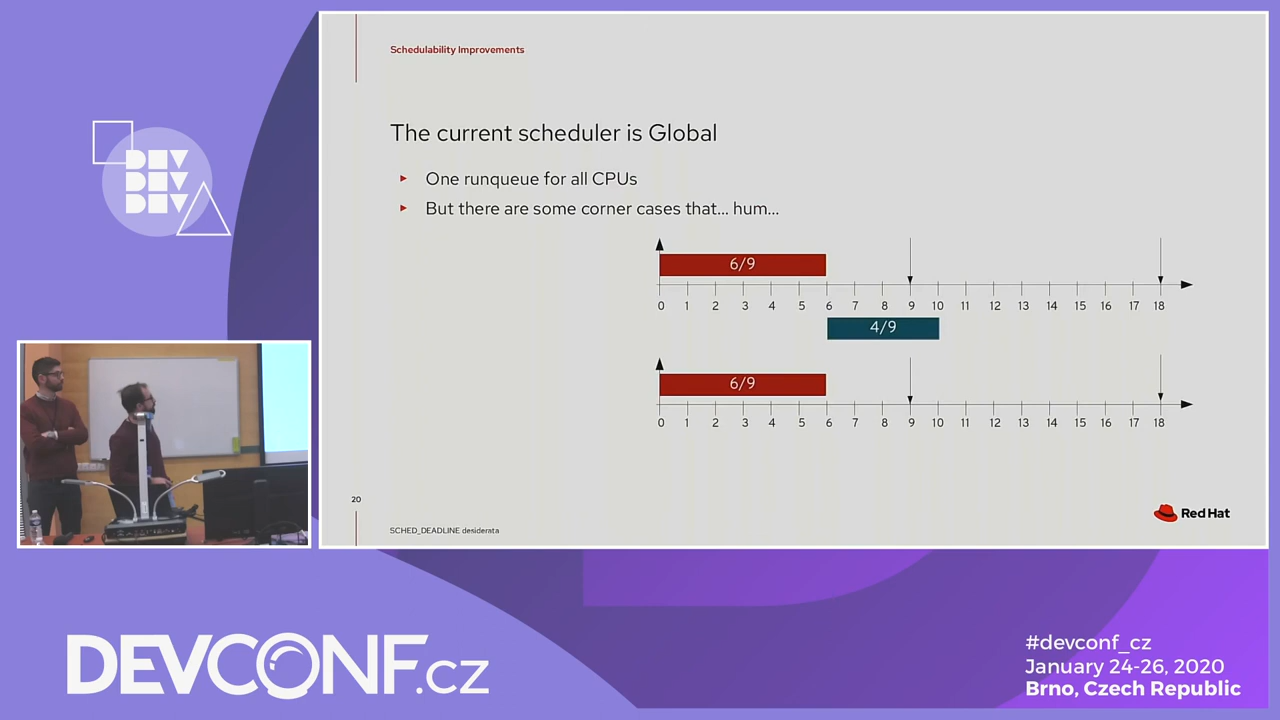 DEV
DEV
DEV
Schedulability Improvements
The current scheduler is Global
One runqueue for all CPUs
But there are some corner cases that... hum...
6/9
0 1 2 3 4 5 6 7 8 9 10 11 12 13 14 15 16 17 18
4/9
6/9
0 1 2 3 4 5 6 7 8 9 10 11 12 13 14 15 16 17 18
20
SCHED_DEADLINE desiderata
Red Hat
DEVCONF.cz
#devconf_cz
January 24-26, 2020
Brno, Czech Republic